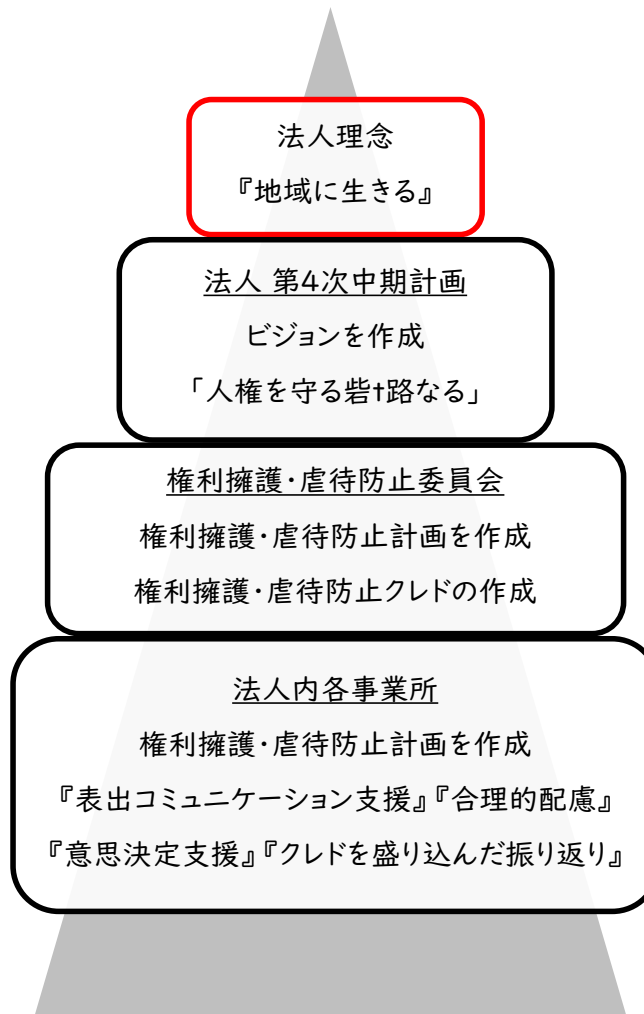 法人理念
『地域に生きる』
法人 第4次中期計画
ビジョンを作成
「人権を守る砦†路なる」
権利擁護・虐待防止委員会
権利擁護・虐待防止計画を作成
権利擁護・虐待防止クレドの作成
法人内各事業所
権利擁護・虐待防止計画を作成
『表出コミュニケーション支援』『合理的配慮』
『意思決定支援』『クレドを盛り込んだ振り返り』